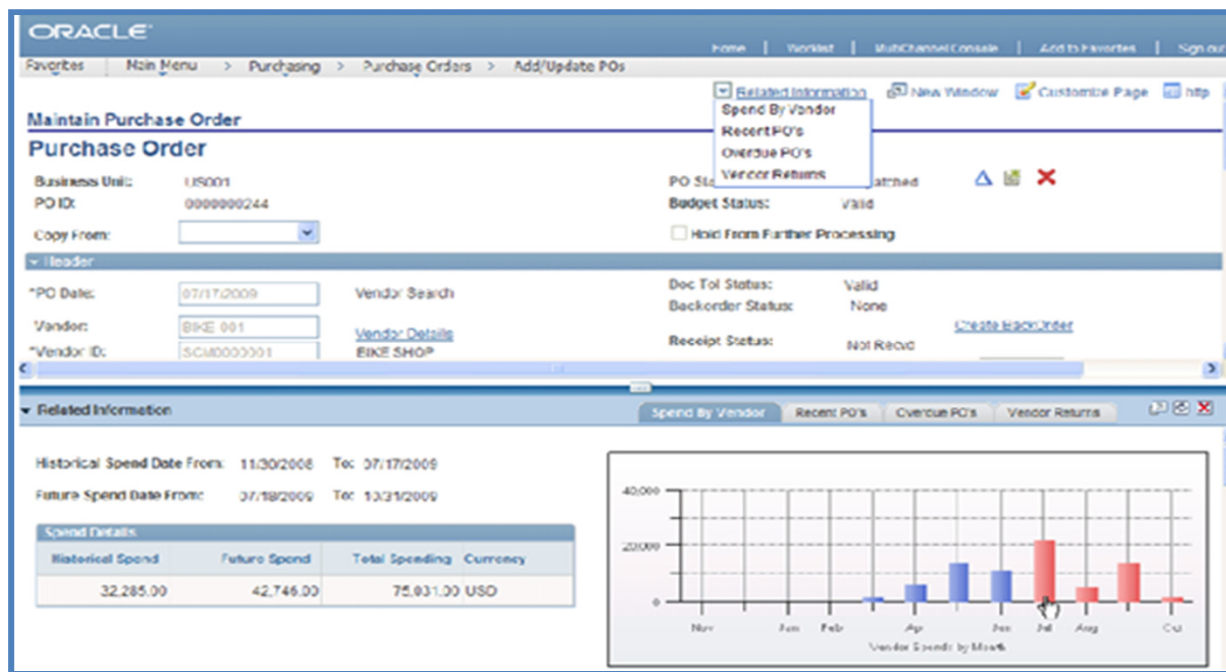 ORACLE
Home | Worklist | MultiChannel Console | Add to Favorites | Sign out
Favorites | Main Menu > Purchasing > Purchase Orders > Add/Update POs
Related Information New Window Customize Page http
Spend By Vendor
Recent PO's
Overdue PO's
Vendor Returns
Maintain Purchase Order
Purchase Order
Business Unit: US001 PO Sta atched
PO ID: 0000000244 Budget Status: Valid
Copy From: Hold From Further Processing
Header
*PO Date: 07/17/2009 Vendor Search Doc Tol Status: Valid
Backorder Status: None
Vendor: BIKE 001 Vendor Details Create BackOrder
*Vendor ID: SCM0000001 BIKE SHOP Receipt Status: Not Recvd
Related Information Spend By Vendor Recent PO's Overdue PO's Vendor Returns
Historical Spend Date From: 11/30/2008 To: 07/17/2009
Future Spend Date From: 07/18/2009 To: 10/31/2009
Spend Details
Historical Spend Future Spend Total Spending Currency
32,285.00 42,746.00 75,031.00 USD
40,000
20,000
0
Nov Jan Feb Apr Jun Jul Aug Oct
Vendor Spends by Month